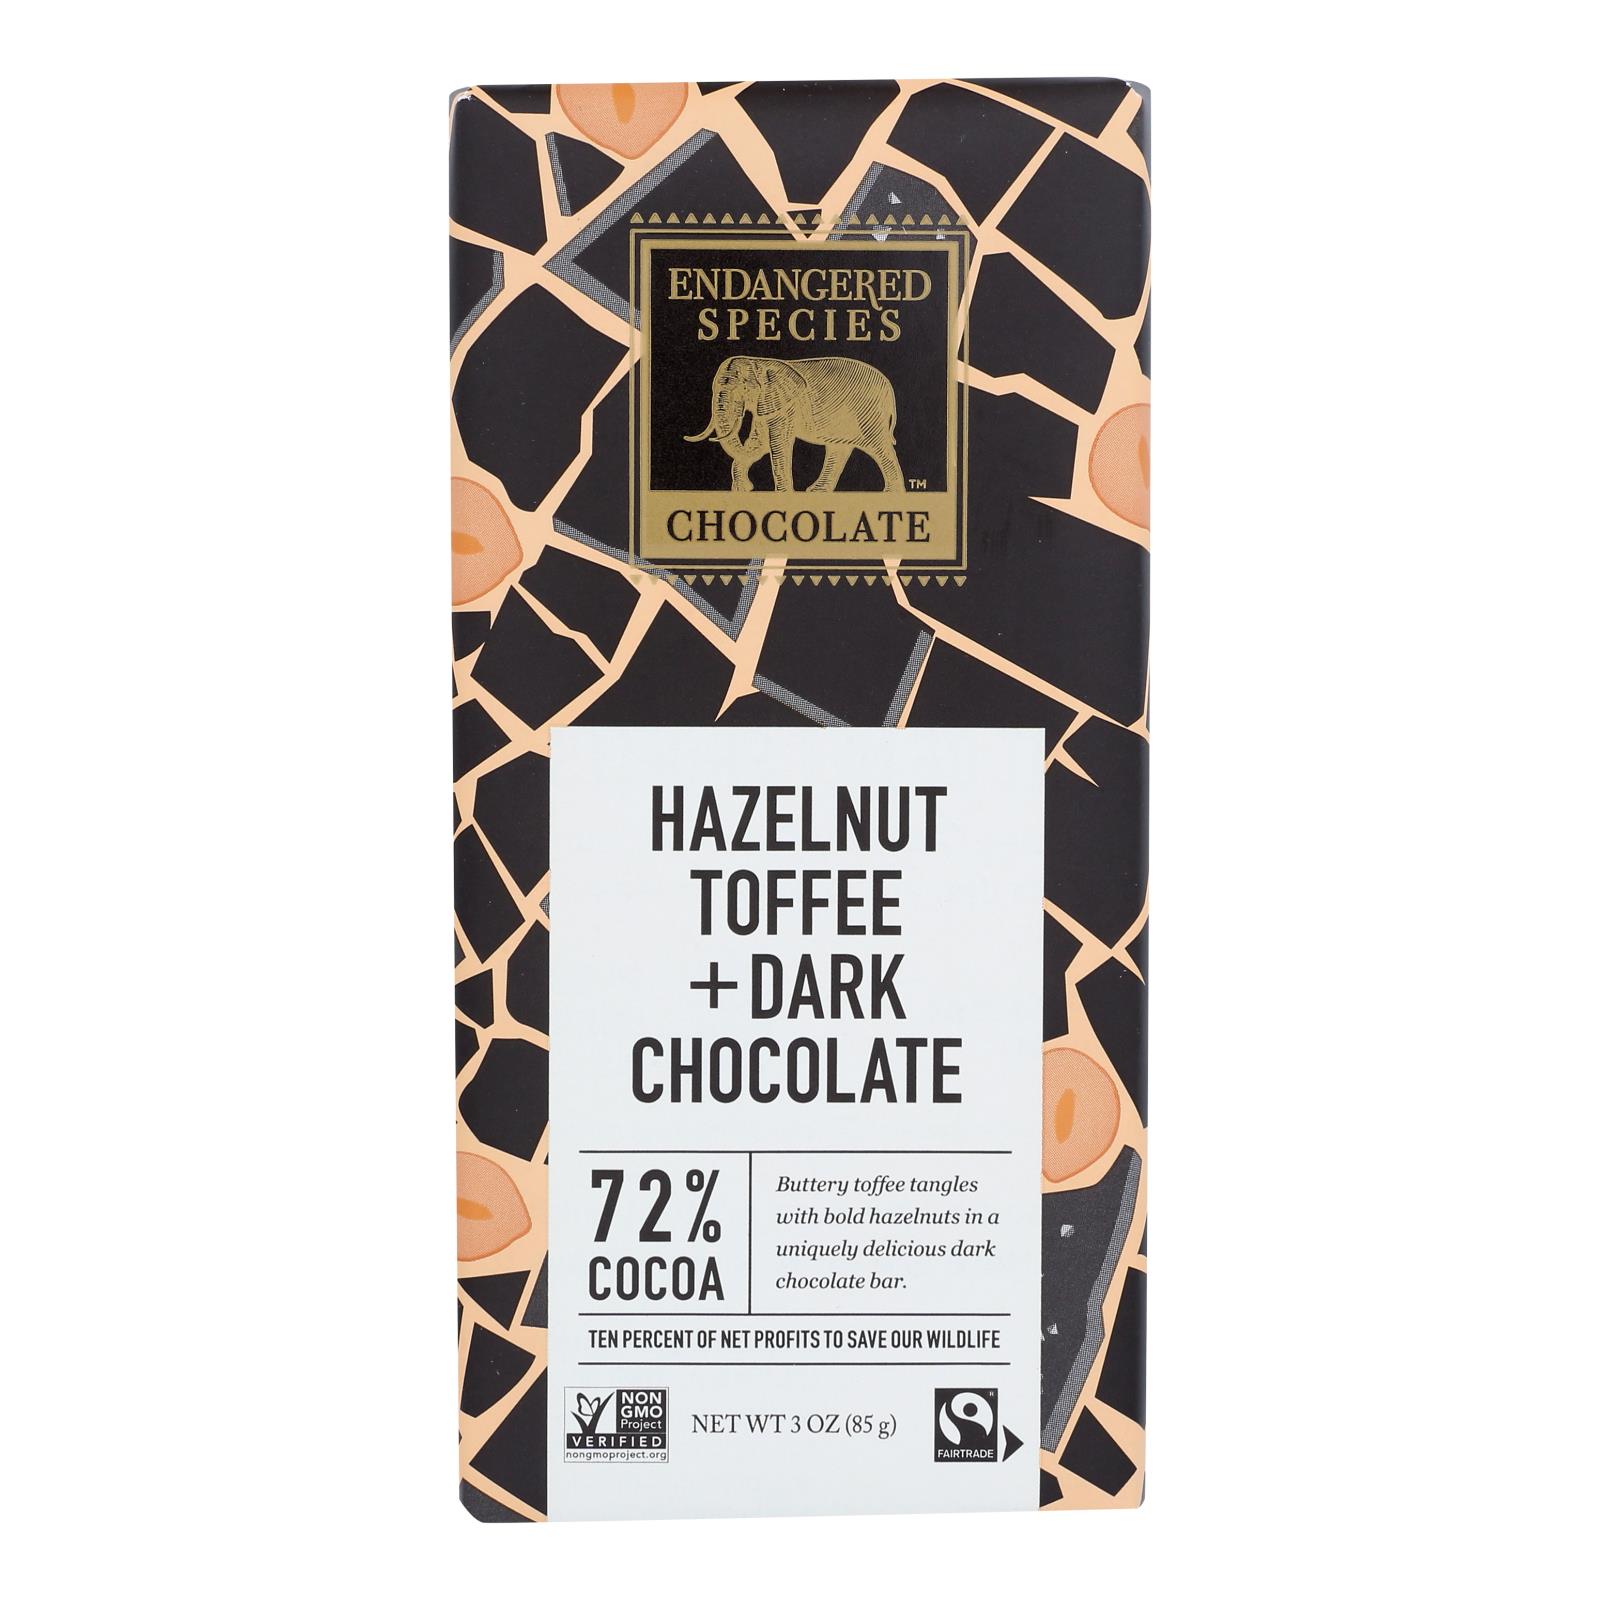 ENDANGERED
SPECIES
TM
CHOCOLATE
HAZELNUT
TOFFEE
+DARK
CHOCOLATE
72%
COCOA
Buttery toffee tangles
with bold hazelnuts in a
uniquely delicious dark
chocolate bar.
TEN PERCENT OF NET PROFITS TO SAVE OUR WILDLIFE
NON
GMO
Project
VERIFIED
nongmoproject.org
NET WT 3 OZ (85 g)
®
FAIRTRADE